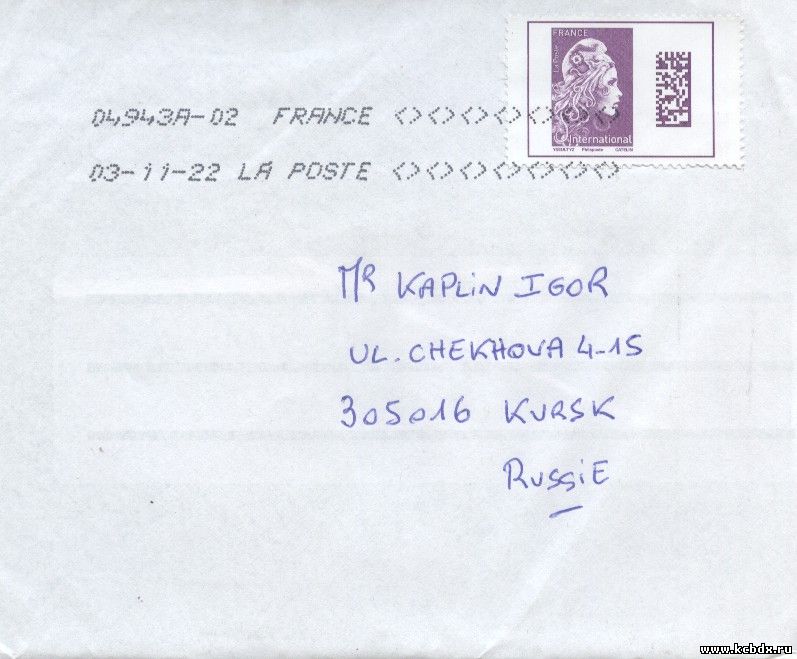 FRANCE
International
04943A-02 FRANCE
03-11-22 LA POSTE
MR KAPLIN IGOR
UL. CHEKHOVA 4-15
305016 KURSK
RUSSIE
www.kcbdx.ru